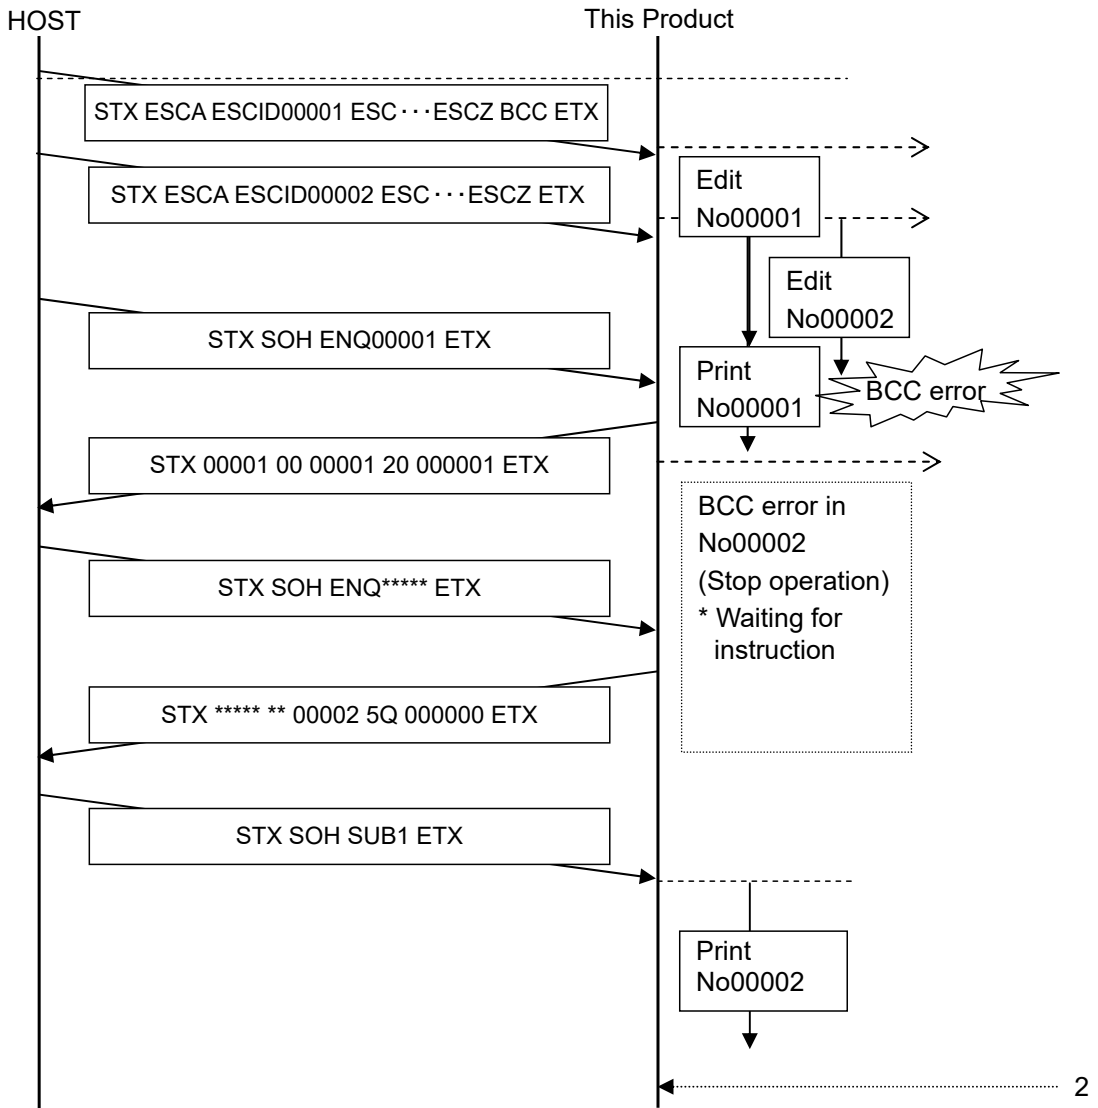 HOST
This Product
STX ESCA ESCID00001 ESC･･･ESCZ BCC ETX
STX ESCA ESCID00002 ESC･･･ESCZ ETX
Edit
No00001
Edit
No00002
STX SOH ENQ00001 ETX
Print
No00001
BCC error
STX 00001 00 00001 20 000001 ETX
BCC error in
No00002
(Stop operation)
* Waiting for
instruction
STX SOH ENQ***** ETX
STX ***** ** 00002 5Q 000000 ETX
STX SOH SUB1 ETX
Print
No00002
2